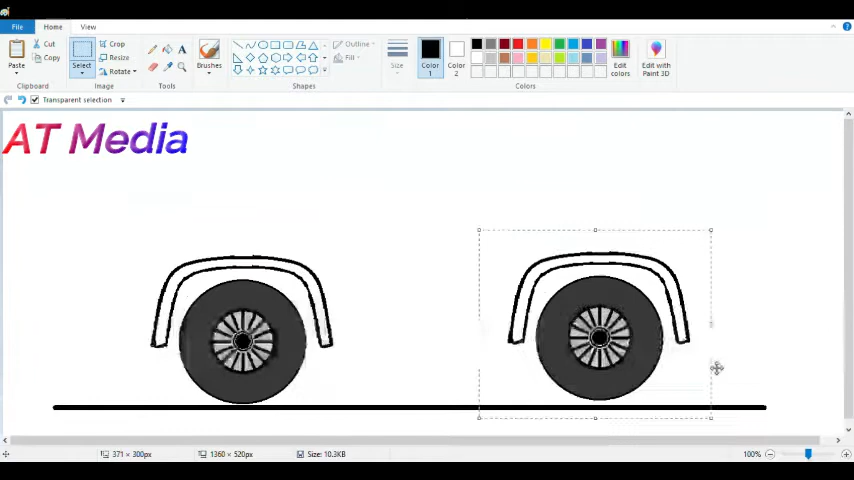 File Home View
Paste Cut Copy Select Crop Resize Rotate Brushes Size Outline Fill Color 1 Color 2 Edit colors Edit with Paint 3D
Clipboard Image Tools Shapes Colors
Transparent selection
AT Media
371 × 300px 1360 × 520px Size: 10.3KB 100%